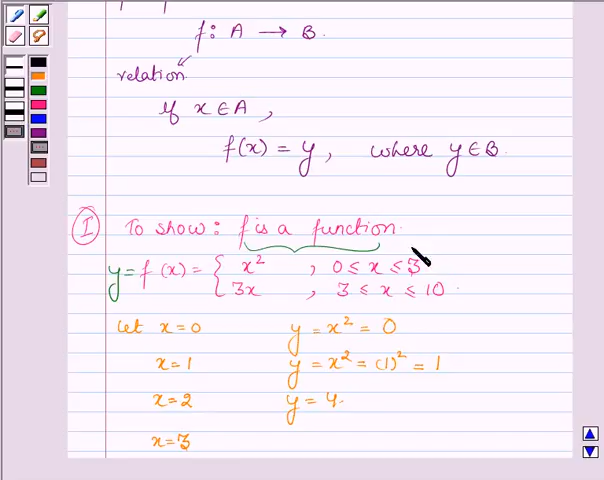 f: A → B.
relation
If x ∈ A ,
f(x) = y , where y ∈ B.
I To show : f is a function.
y = f(x) = { x² , 0 ≤ x ≤ 3
3x , 3 ≤ x ≤ 10 .
let x = 0 y = x² = 0
x = 1 y = x² = (1)² = 1
x = 2 y = 4.
x = 3